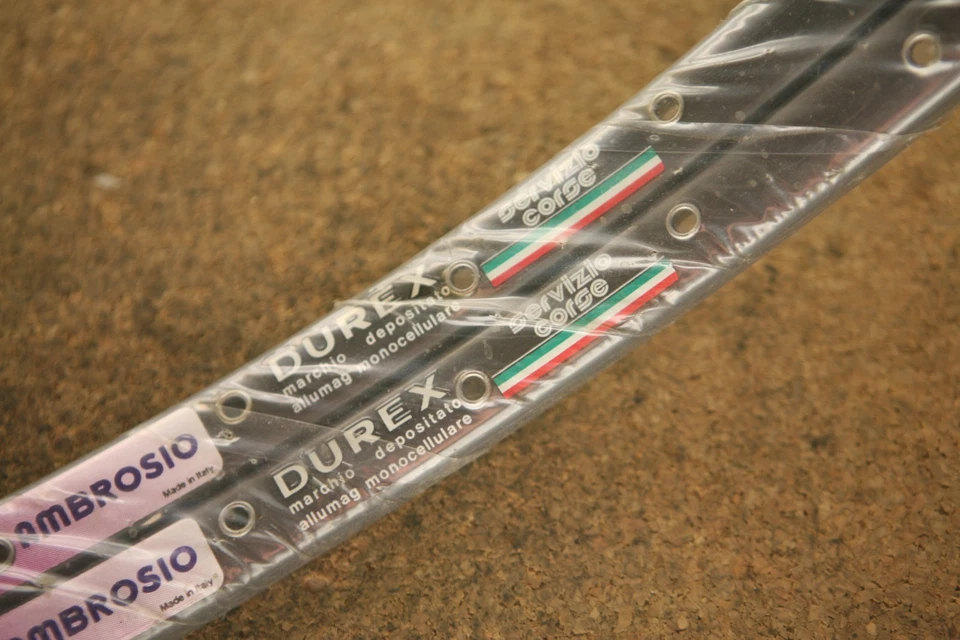 servizio
corse
DUREX
marchio depositato
allumag monocellulare
AMBROSIO
Made in Italy
servizio
corse
DUREX
marchio depositato
allumag monocellulare
AMBROSIO
Made in Italy